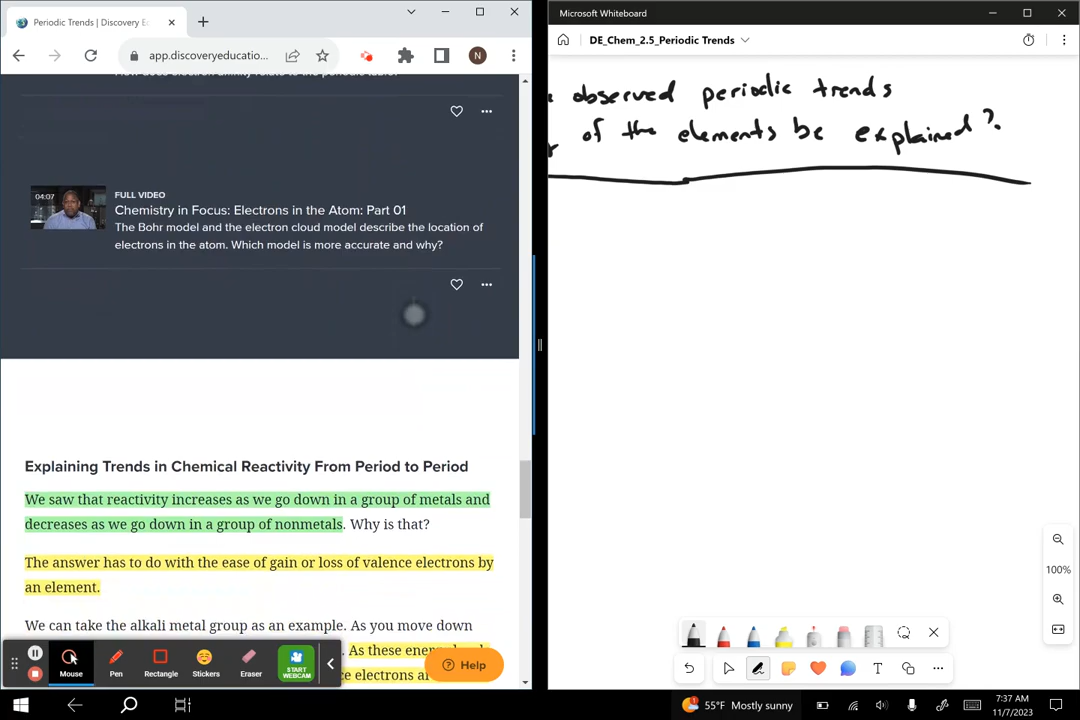 Periodic Trends | Discovery E
app.discoveryeducatio...
N
FULL VIDEO
04:07
Chemistry in Focus: Electrons in the Atom: Part 01
The Bohr model and the electron cloud model describe the location of
electrons in the atom. Which model is more accurate and why?
Explaining Trends in Chemical Reactivity From Period to Period
We saw that reactivity increases as we go down in a group of metals and
decreases as we go down in a group of nonmetals. Why is that?
The answer has to do with the ease of gain or loss of valence electrons by
an element.
We can take the alkali metal group as an example. As you move down
As these energy
ce electrons
Help
Mouse
Pen
Rectangle
Stickers
Eraser
START
WEBCAM
Microsoft Whiteboard
DE_Chem_2.5_Periodic Trends
observed periodic trends
of the elements be explained?
100%
55°F Mostly sunny
7:37 AM
11/7/2023